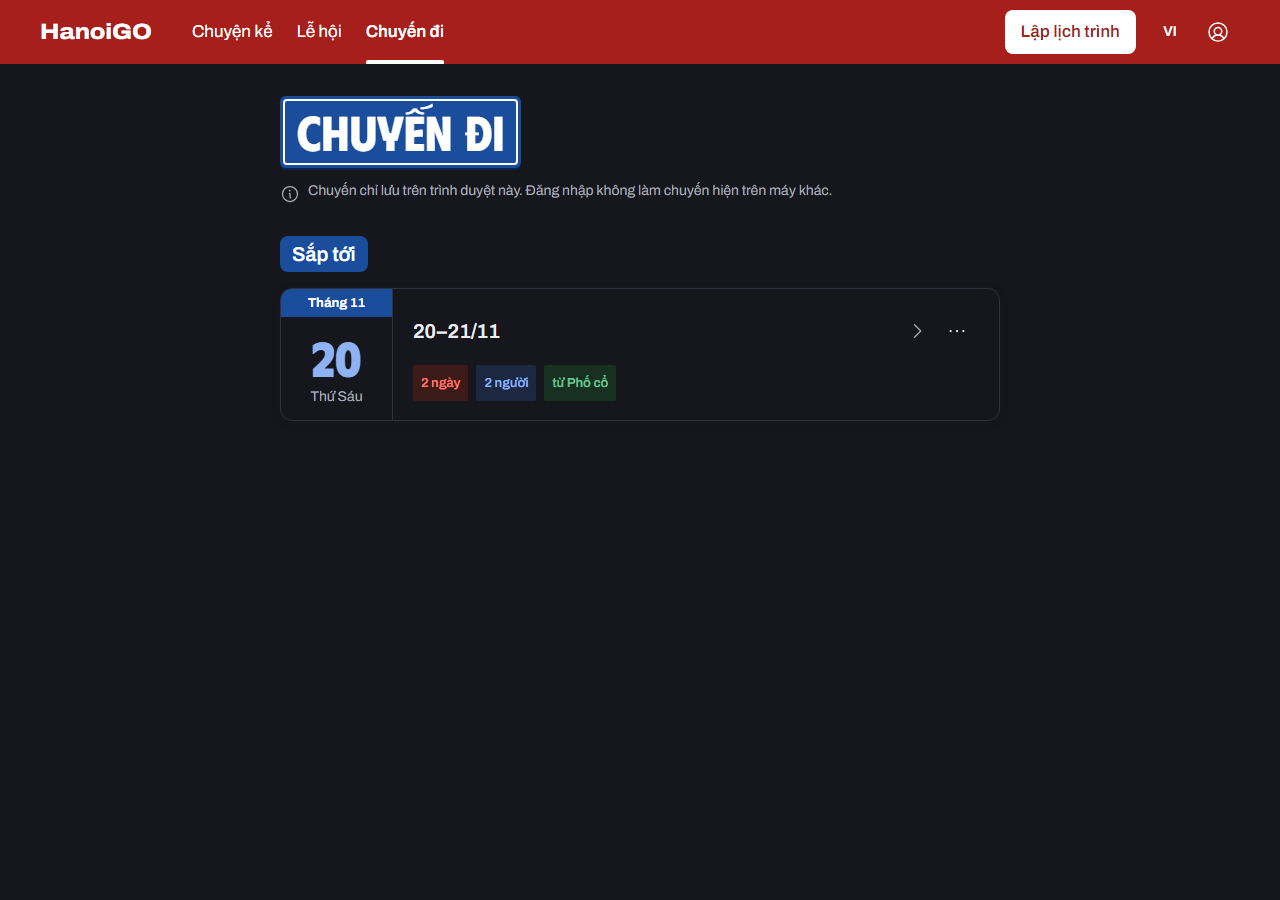 HanoiGO
Chuyện kể
Lễ hội
Chuyến đi
Lập lịch trình
VI
CHUYẾN ĐI
Chuyến chỉ lưu trên trình duyệt này. Đăng nhập không làm chuyến hiện trên máy khác.
Sắp tới
Tháng 11
20
Thứ Sáu
20–21/11
2 ngày
2 người
từ Phố cổ